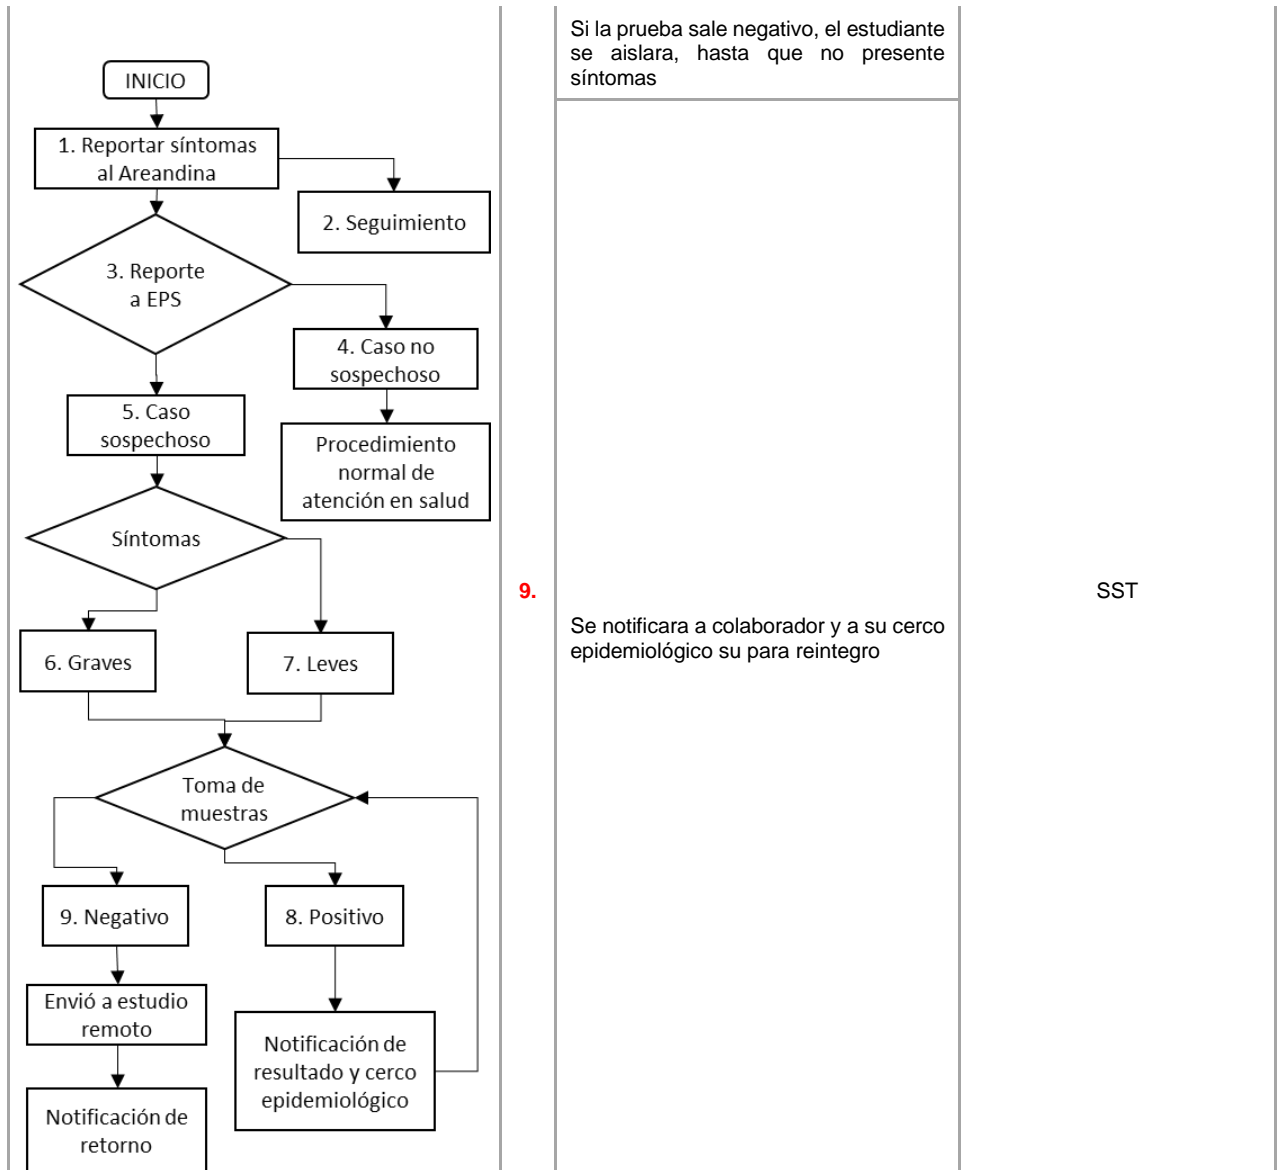 INICIO
1. Reportar síntomas
al Areandina
2. Seguimiento
3. Reporte
a EPS
4. Caso no
sospechoso
5. Caso
sospechoso
Procedimiento
normal de
atención en salud
Síntomas
6. Graves
7. Leves
Toma de
muestras
9. Negativo
8. Positivo
Envió a estudio
remoto
Notificación de
resultado y cerco
epidemiológico
Notificación de
retorno
9.
Si la prueba sale negativo, el estudiante
se aislara, hasta que no presente
síntomas
Se notificara a colaborador y a su cerco
epidemiológico su para reintegro
SST